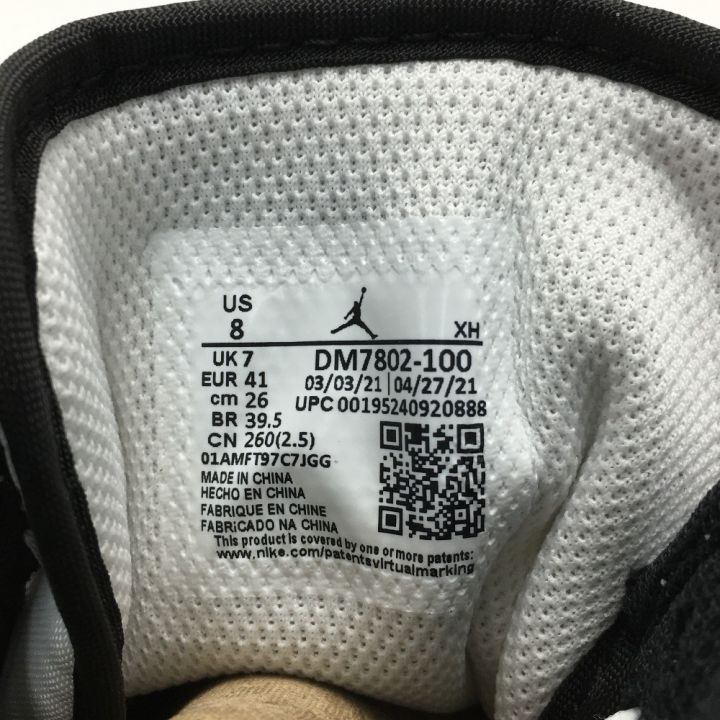 US
8
XH
UK 7
DM7802-100
EUR 41
03/03/21 | 04/27/21
cm 26
UPC 00195240920888
BR 39.5
CN 260(2.5)
01AMFT97C7JGG
MADE IN CHINA
HECHO EN CHINA
FABRIQUE EN CHINE
FABRiCADO NA CHINA
This product is covered by one or more patents:
www.nike.com/patentsvirtualmarking